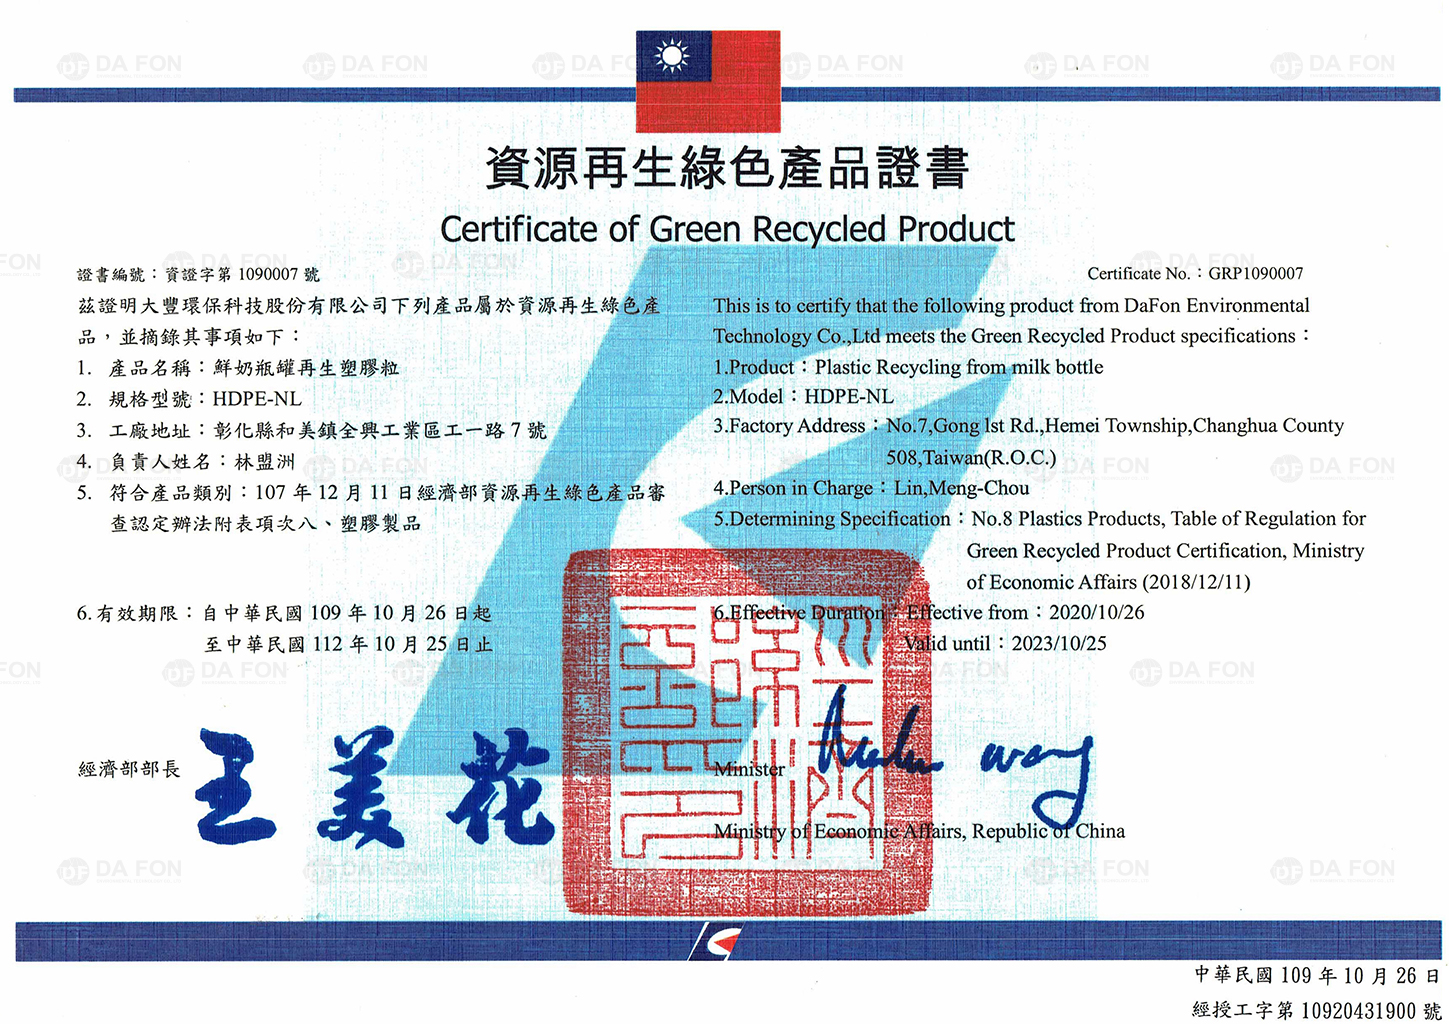 資源再生綠色產品證書
Certificate of Green Recycled Product
證書編號：資證字第 1090007 號
茲證明大豐環保科技股份有限公司下列產品屬於資源再生綠色產
品，並摘錄其事項如下：
1. 產品名稱：鮮奶瓶罐再生塑膠粒
2. 規格型號：HDPE-NL
3. 工廠地址：彰化縣和美鎮全興工業區工一路 7 號
4. 負責人姓名：林盟洲
5. 符合產品類別：107 年 12 月 11 日經濟部資源再生綠色產品審
查認定辦法附表項次八、塑膠製品
6.有效期限：自中華民國 109 年 10 月 26 日起
至中華民國 112 年 10 月 25 日止
經濟部部長 王美花
Certificate No.：GRP1090007
This is to certify that the following product from DaFon Environmental
Technology Co.,Ltd meets the Green Recycled Product specifications：
1.Product：Plastic Recycling from milk bottle
2.Model：HDPE-NL
3.Factory Address：No.7,Gong lst Rd.,Hemei Township,Changhua County
508,Taiwan(R.O.C.)
4.Person in Charge：Lin,Meng-Chou
5.Determining Specification：No.8 Plastics Products, Table of Regulation for
Green Recycled Product Certification, Ministry
of Economic Affairs (2018/12/11)
6.Effective Duration：Effective from：2020/10/26
Valid until：2023/10/25
Minister
Ministry of Economic Affairs, Republic of China
中華民國 109 年 10 月 26 日
經授工字第 10920431900 號
DA FON